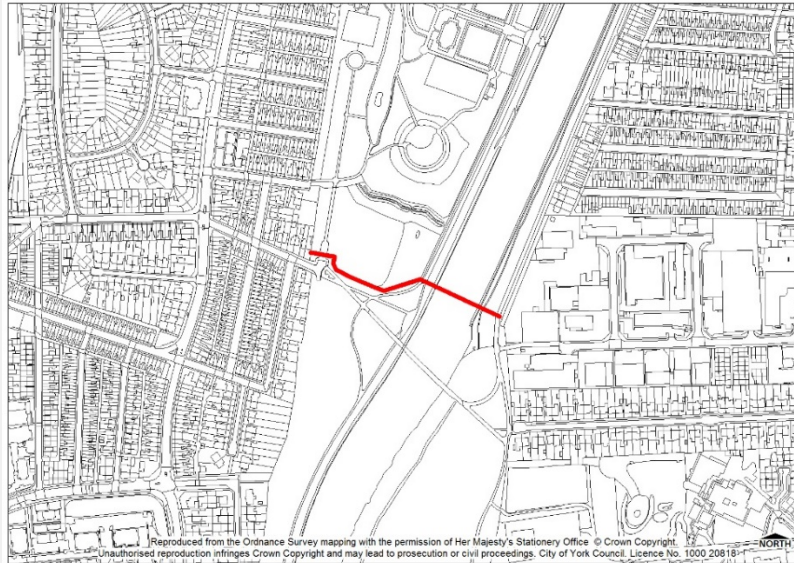 Reproduced from the Ordnance Survey mapping with the permission of Her Majesty's Stationery Office © Crown Copyright.
Unauthorised reproduction infringes Crown Copyright and may lead to prosecution or civil proceedings. City of York Council. Licence No. 1000 20818
NORTH